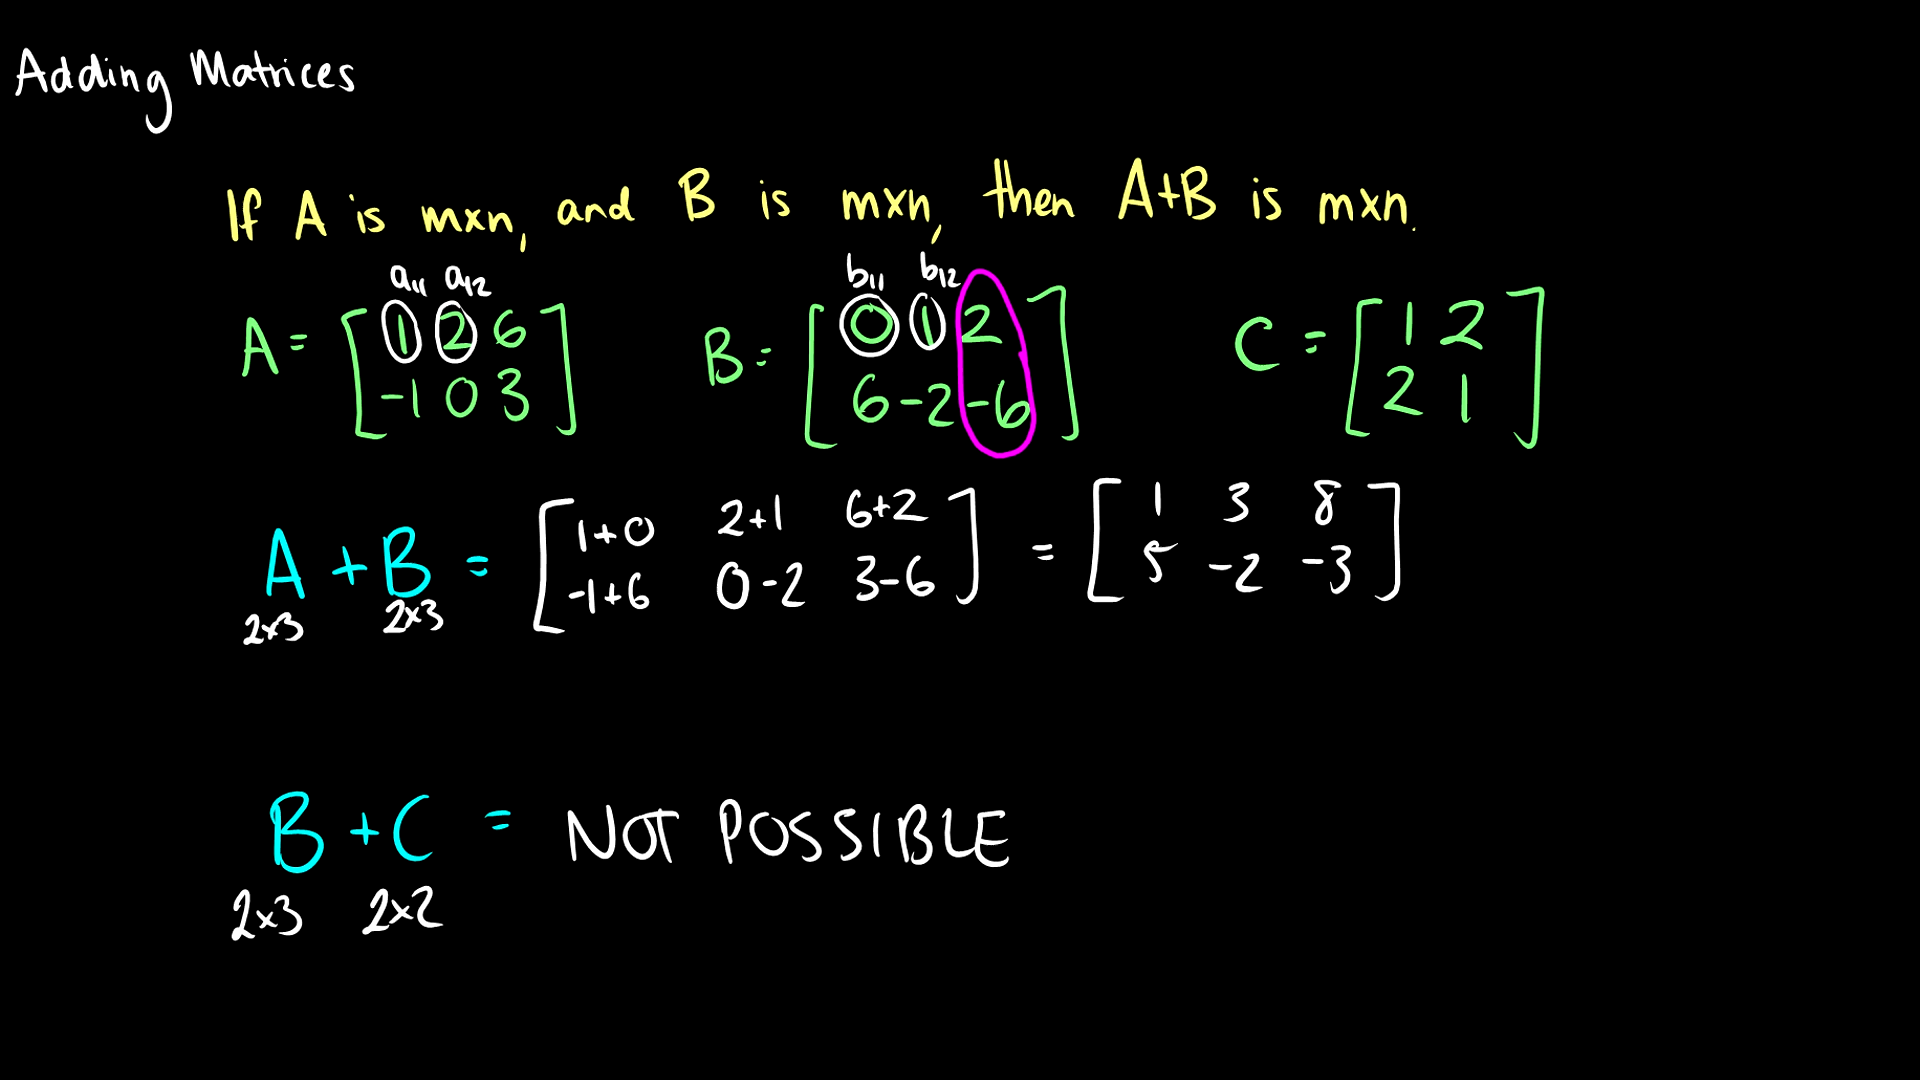 Adding Matrices
If A is mxn, and B is mxn, then A+B is mxn.
a11 a12 b11 b12
A = [ 1 2 6 B = [ 0 1 2 ] C = [ 1 2 ]
-1 0 3 ] 6 -2 -6 2 1
A + B = [ 1+0 2+1 6+2 ] = [ 1 3 8 ]
-1+6 0-2 3-6 5 -2 -3
2x3 2x3
B + C = NOT POSSIBLE
2x3 2x2